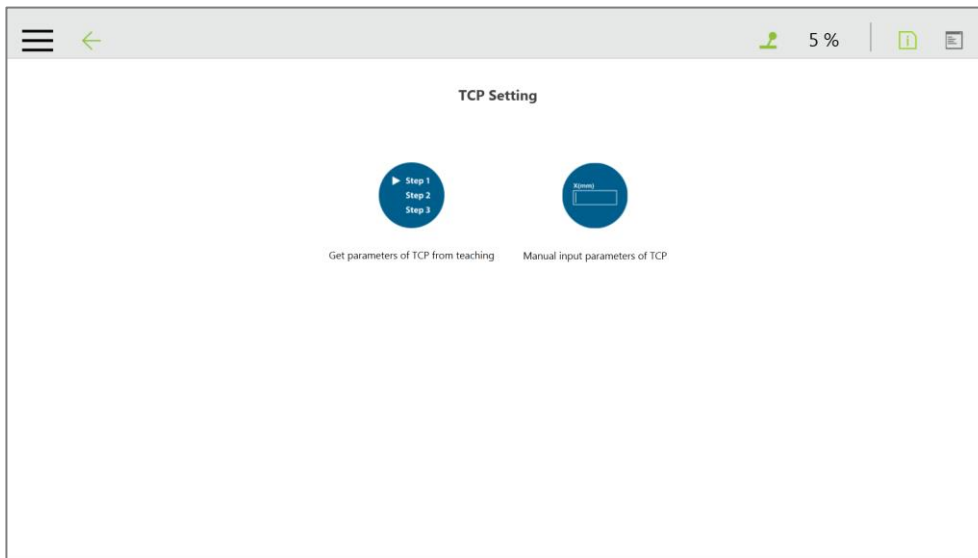 5 %
TCP Setting
Step 1
Step 2
Step 3
X(mm)
Get parameters of TCP from teaching
Manual input parameters of TCP